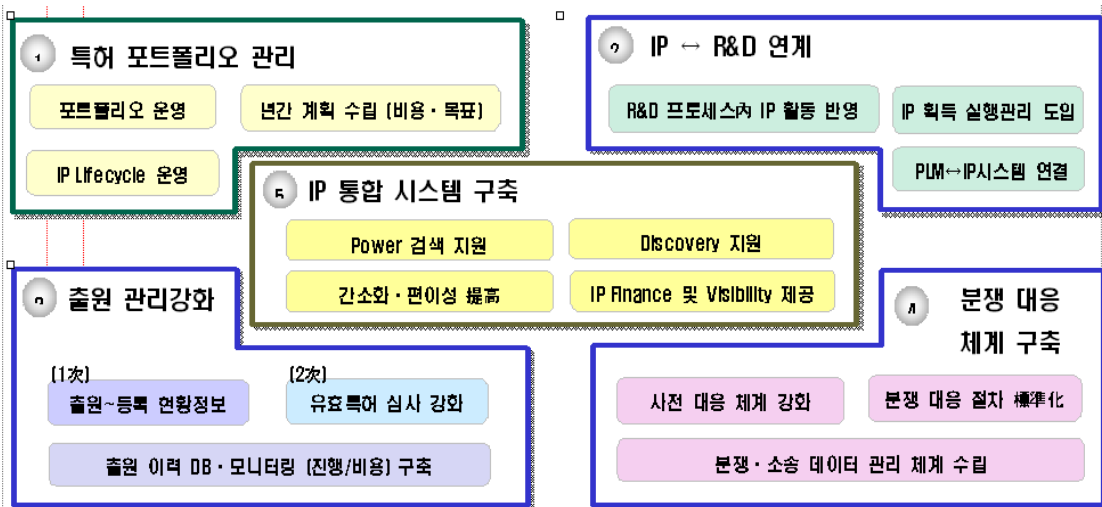 1 특허 포트폴리오 관리
포트폴리오 운영
년간 계획 수립 (비용·목표)
IP Lifecycle 운영
2 IP ↔ R&D 연계
R&D 프로세스內 IP 활동 반영
IP 획득 실행관리 도입
PLM↔IP시스템 연결
5 IP 통합 시스템 구축
Power 검색 지원
Discovery 지원
간소화·편이성 提高
IP Finance 및 Visibility 제공
3 출원 관리강화
(1次)
출원~등록 현황정보
(2次)
유효특허 심사 강화
출원 이력 DB·모니터링 (진행/비용) 구축
4 분쟁 대응
체계 구축
사전 대응 체계 강화
분쟁 대응 절차 標準化
분쟁·소송 데이터 관리 체계 수립